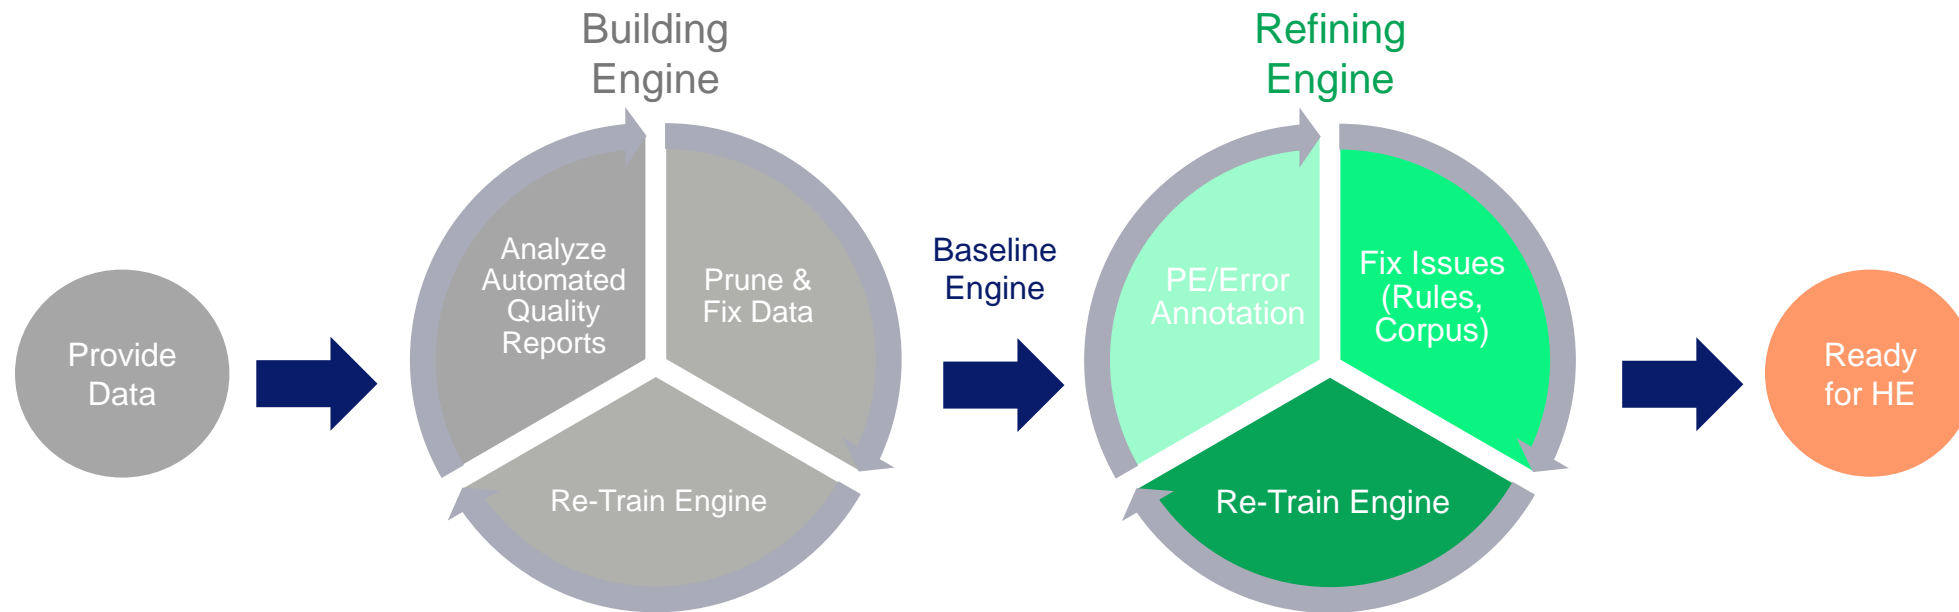 Building
Engine
Refining
Engine
Provide
Data
Analyze
Automated
Quality
Reports
Prune &
Fix Data
Re-Train Engine
Baseline
Engine
PE/Error
Annotation
Fix Issues
(Rules,
Corpus)
Re-Train Engine
Ready
for HE